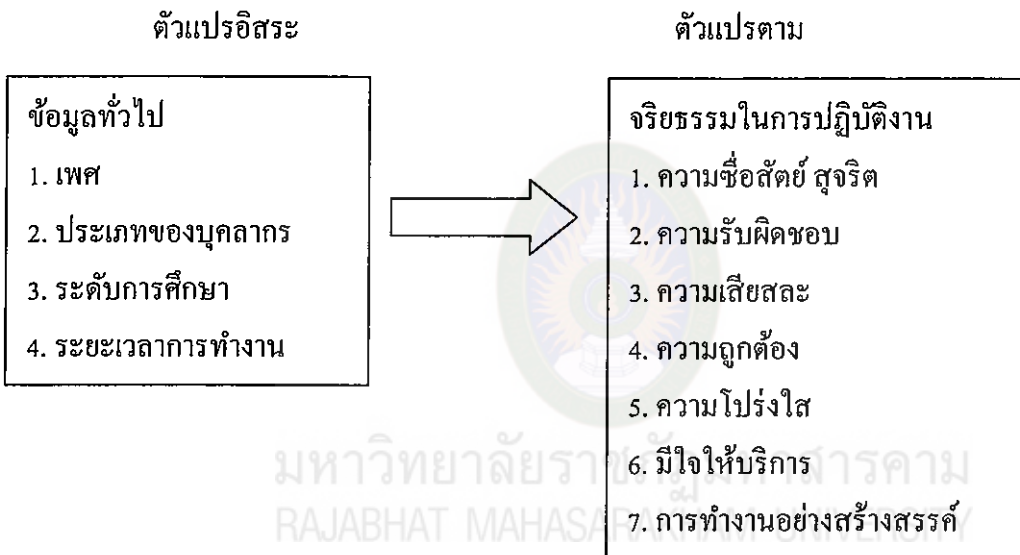 ตัวแปรอิสระ
ตัวแปรตาม
ข้อมูลทั่วไป
1. เพศ
2. ประเภทของบุคลากร
3. ระดับการศึกษา
4. ระยะเวลาการทำงาน
จริยธรรมในการปฏิบัติงาน
1. ความซื่อสัตย์ สุจริต
2. ความรับผิดชอบ
3. ความเสียสละ
4. ความถูกต้อง
5. ความโปร่งใส
6. มีใจให้บริการ
7. การทำงานอย่างสร้างสรรค์
มหาวิทยาลัยราชภัฏมหาสารคาม
RAJABHAT MAHASARAKHAM UNIVERSITY